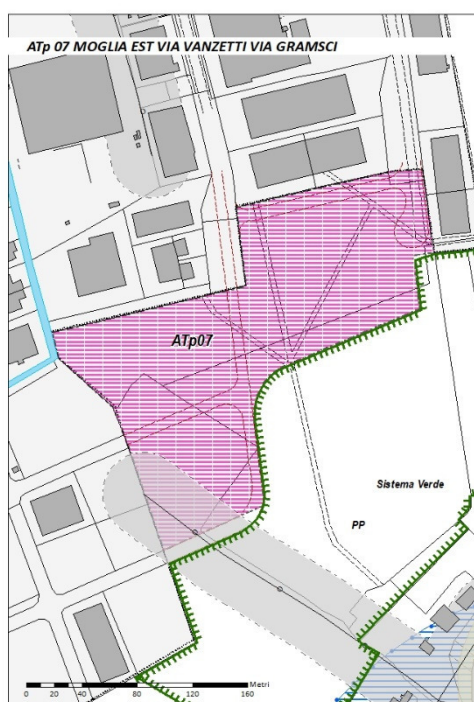 ATp 07 MOGLIA EST VIA VANZETTI VIA GRAMSCI
ATp07
Sistema Verde
PP
Metri
0 20 40 80 120 160